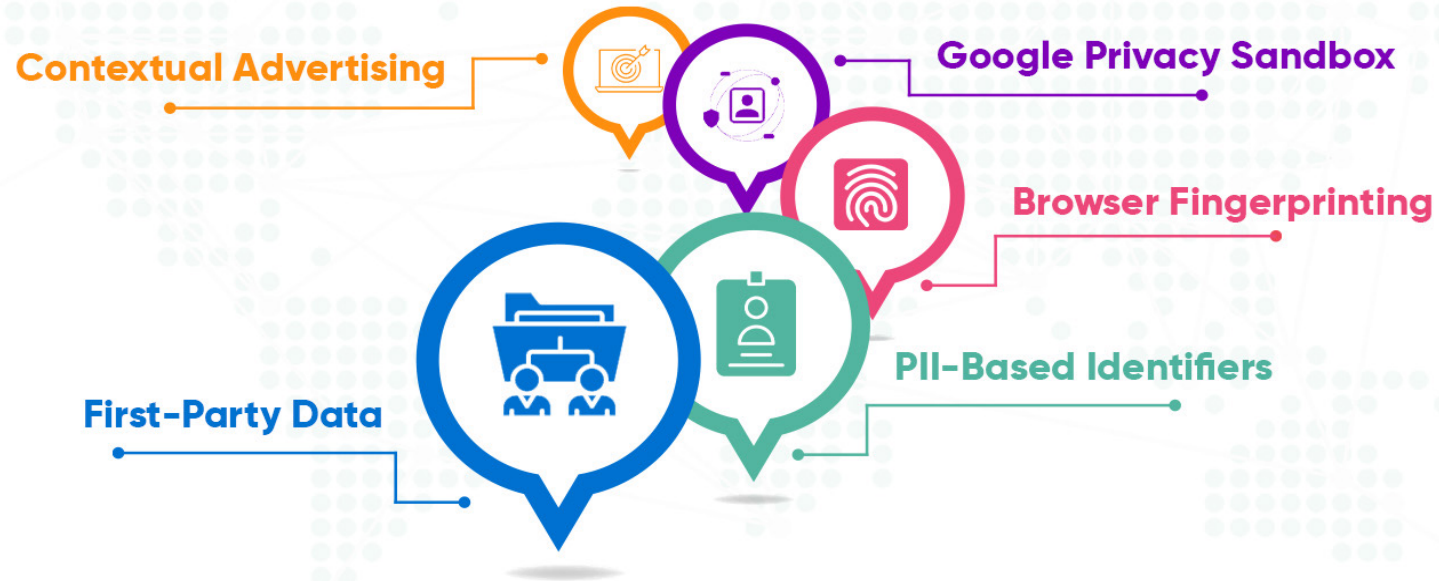 Contextual Advertising
Google Privacy Sandbox
Browser Fingerprinting
PII-Based Identifiers
First-Party Data